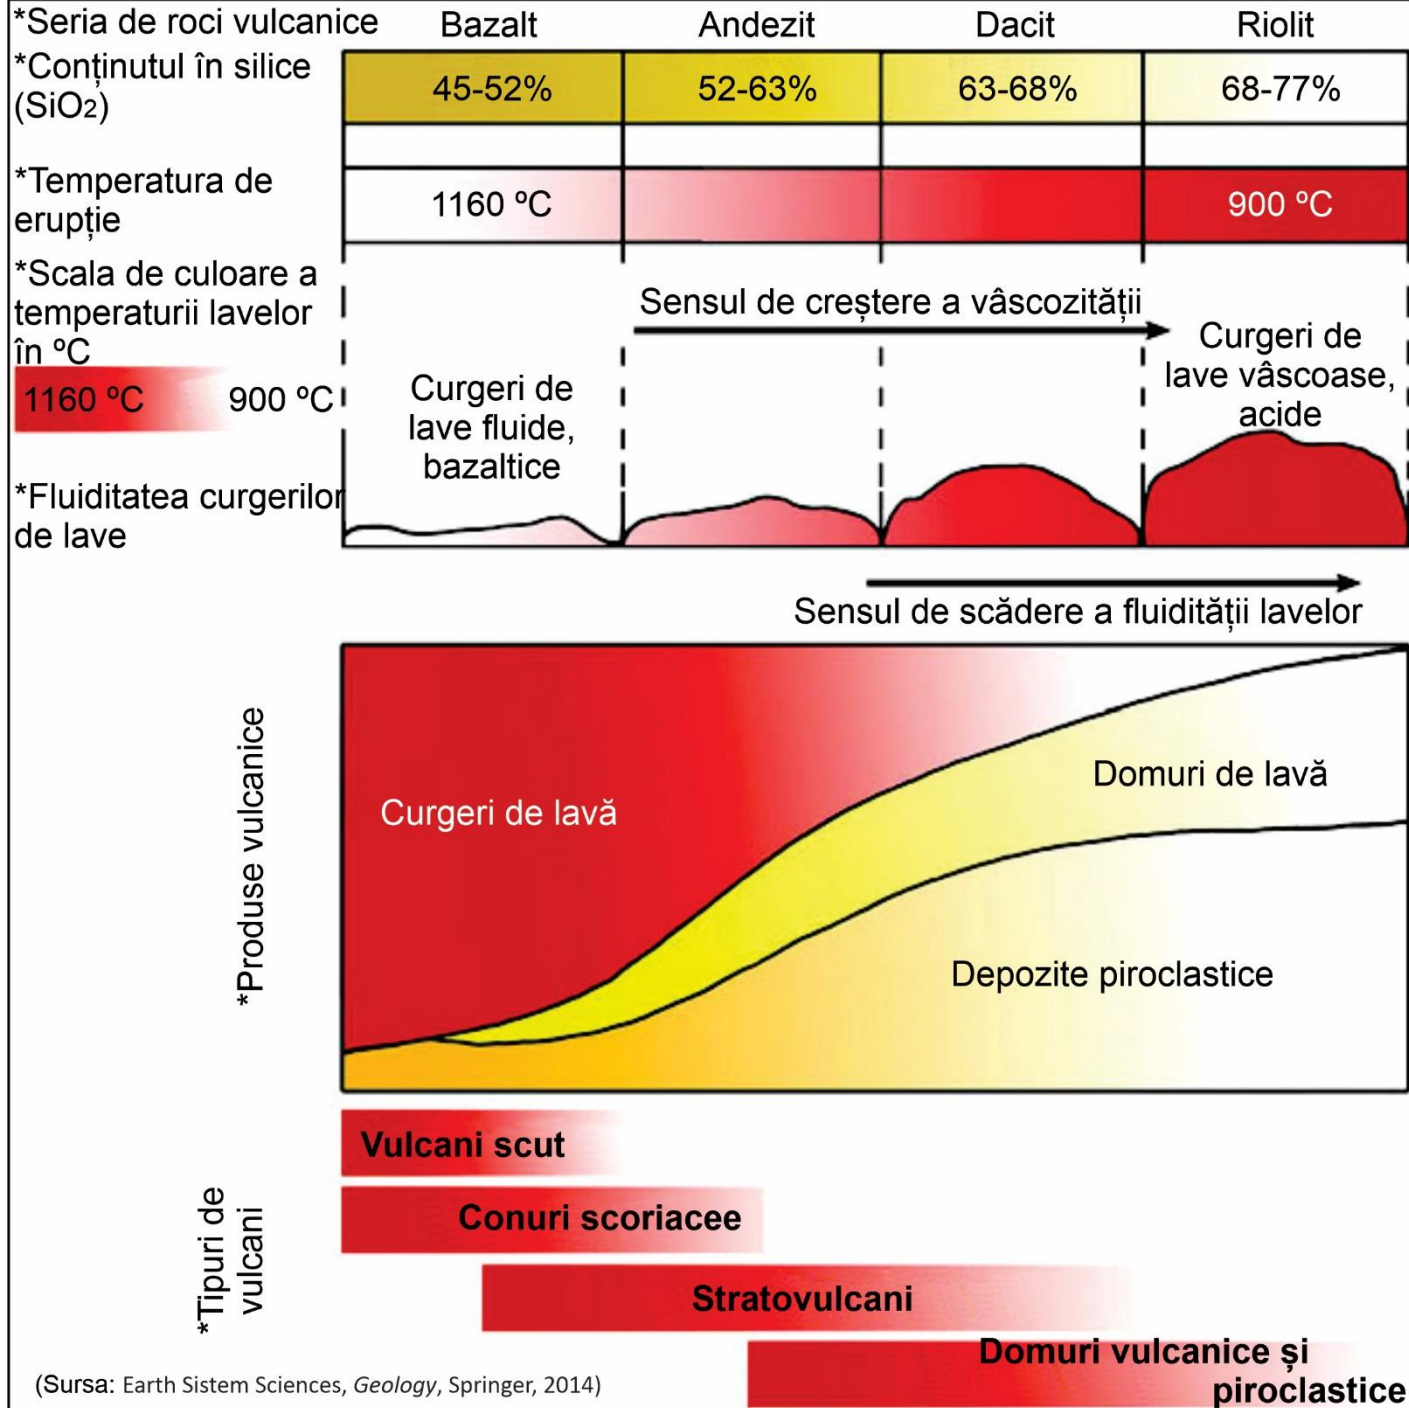 *Seria de roci vulcanice
Bazalt
Andezit
Dacit
Riolit
*Conținutul în silice
(SiO2)
45-52%
52-63%
63-68%
68-77%
*Temperatura de
erupție
1160 ºC
900 ºC
*Scala de culoare a
temperaturii lavelor
în ºC
1160 ºC
900 ºC
Sensul de creștere a vâscozității
Curgeri de
lave fluide,
bazaltice
Curgeri de
lave vâscoase,
acide
*Fluiditatea curgerilor
de lave
Sensul de scădere a fluidității lavelor
*Produse vulcanice
Curgeri de lavă
Domuri de lavă
Depozite piroclastice
*Tipuri de
vulcani
Vulcani scut
Conuri scoriacee
Stratovulcani
Domuri vulcanice și
piroclastice
(Sursa: Earth Sistem Sciences, Geology, Springer, 2014)